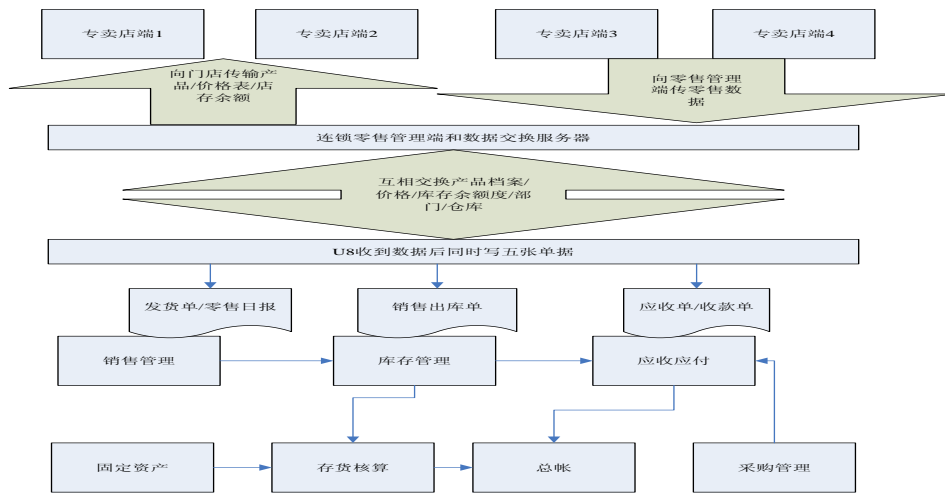 专卖店端1
专卖店端2
专卖店端3
专卖店端4
向门店传输产
品/价格表/店
存余额
向零售管理
端传零售数
据
连锁零售管理端和数据交换服务器
互相交换产品档案/
价格/库存余额度/部
门/仓库
U8收到数据后同时写五张单据
发货单/零售日报
销售出库单
应收单/收款单
销售管理
库存管理
应收应付
固定资产
存货核算
总帐
采购管理